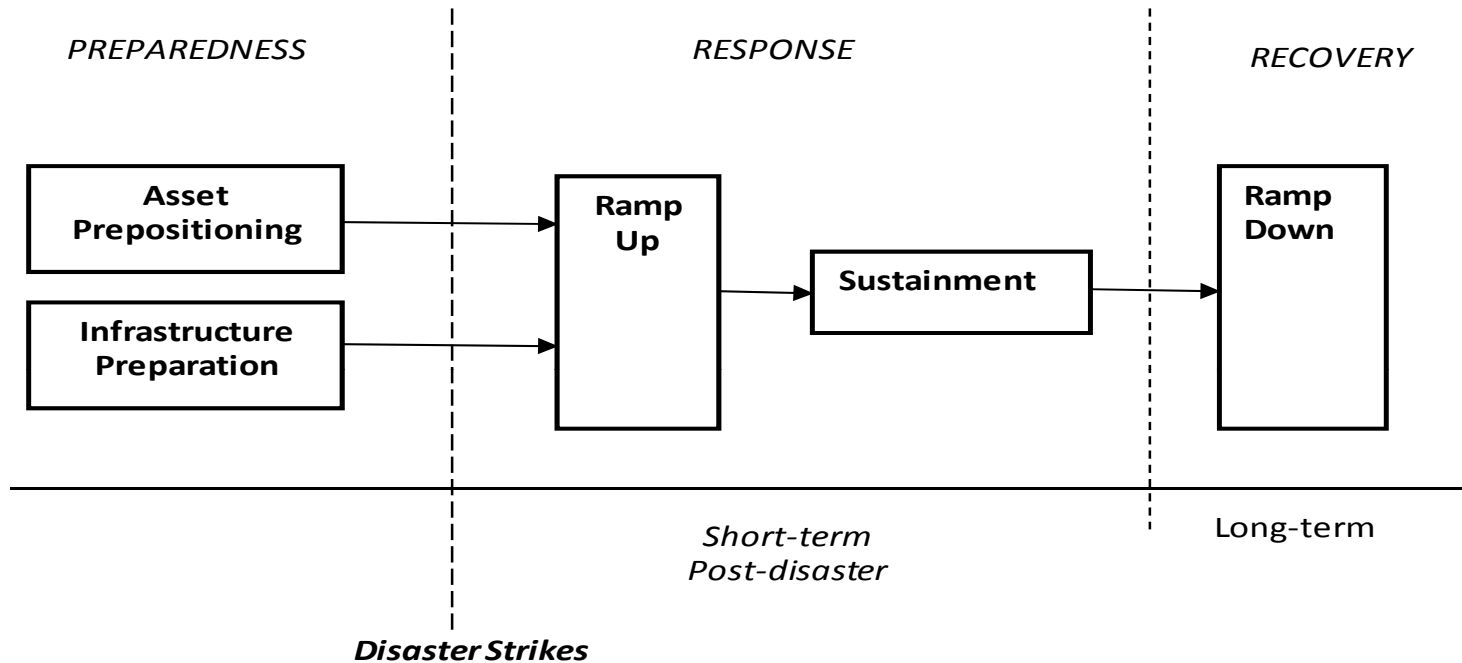 PREPAREDNESS
RESPONSE
RECOVERY
Asset
Prepositioning
Infrastructure
Preparation
Ramp
Up
Sustainment
Ramp
Down
Short-term
Post-disaster
Long-term
Disaster Strikes